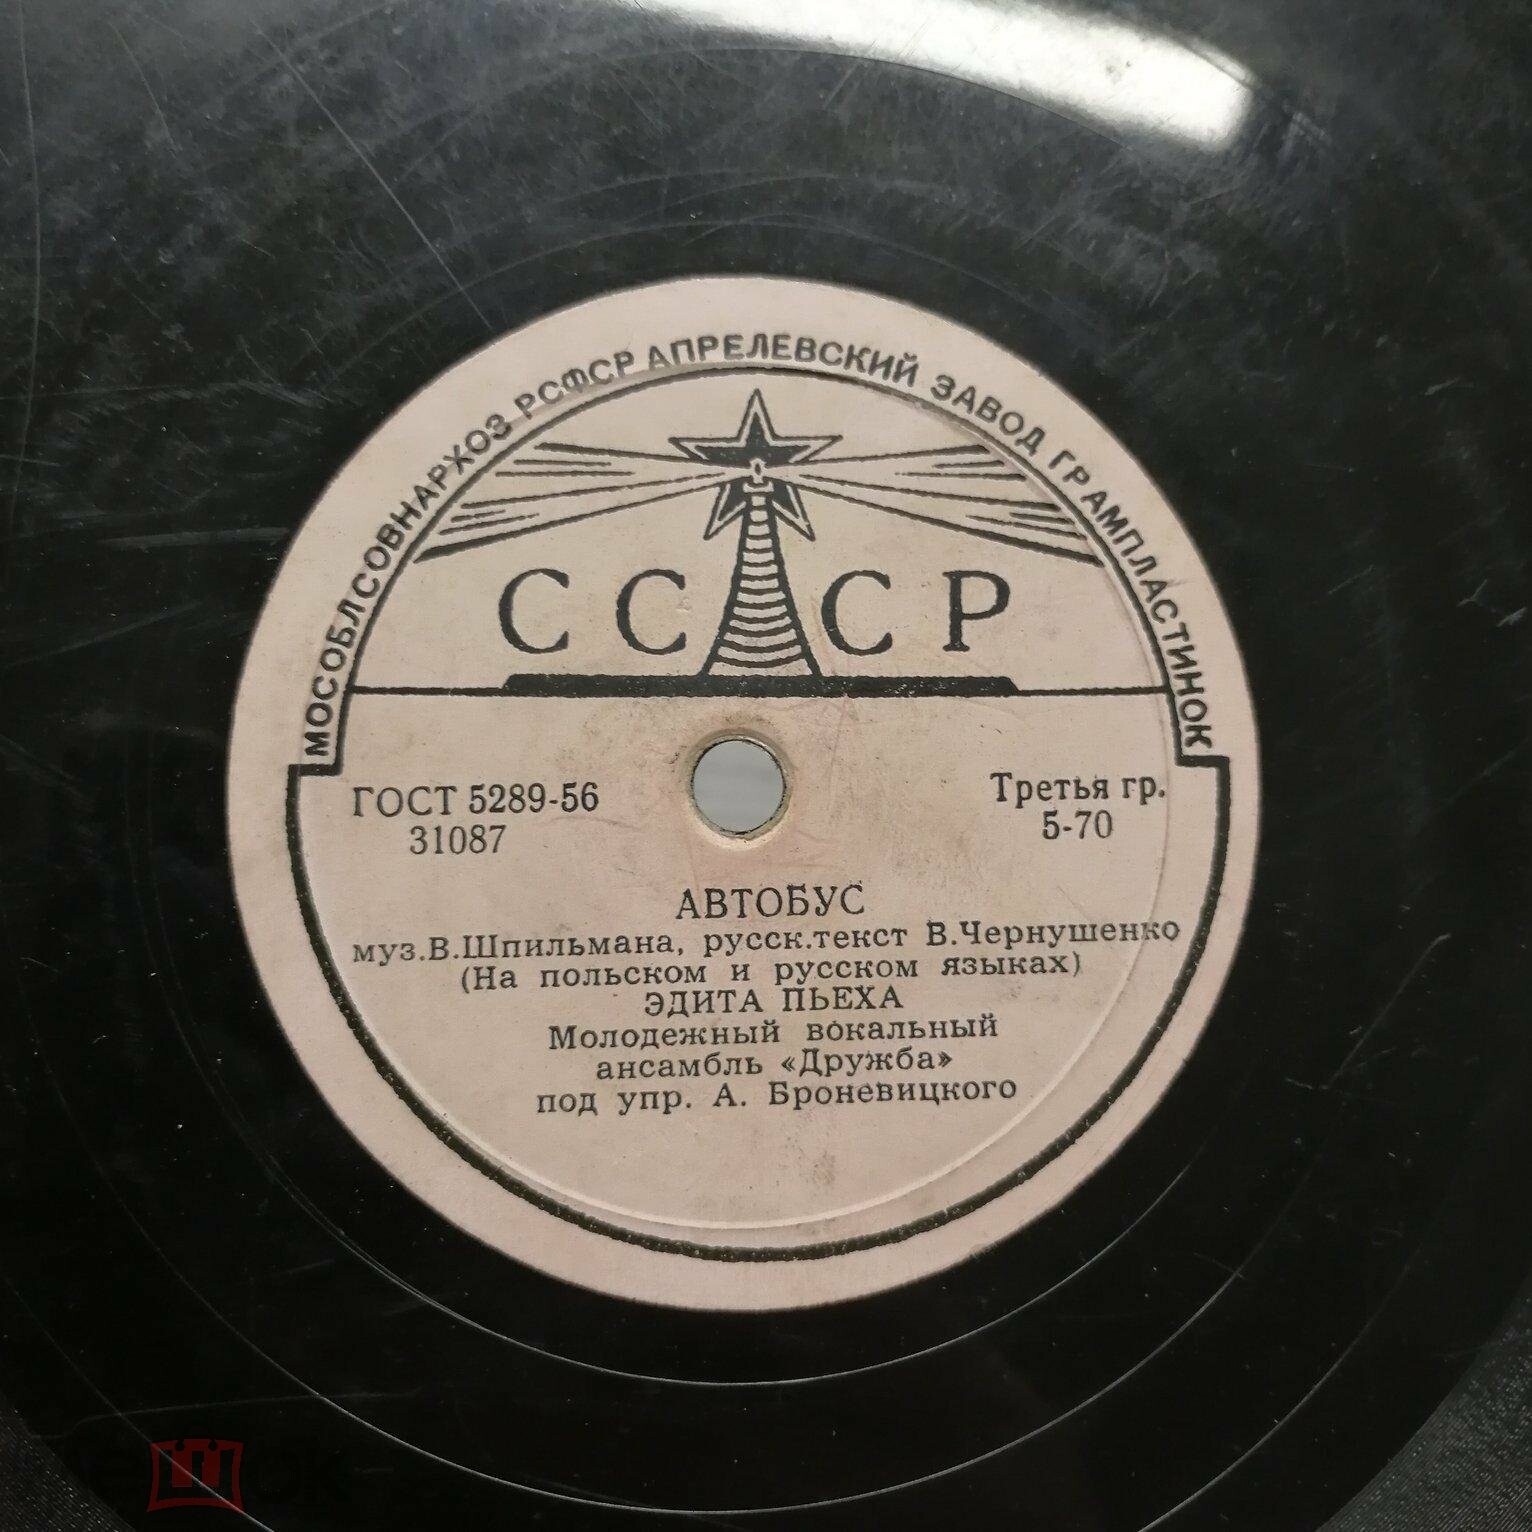 МОСОБЛСОВНАРХОЗ РСФСР АПРЕЛЕВСКИЙ ЗАВОД ГРАМПЛАСТИНОК
СССР
ГОСТ 5289-56
31087
Третья гр.
5-70
АВТОБУС
муз.В.Шпильмана, русск.текст В.Чернушенко
(На польском и русском языках)
ЭДИТА ПЬЕХА
Молодежный вокальный
ансамбль «Дружба»
под упр. А. Броневицкого